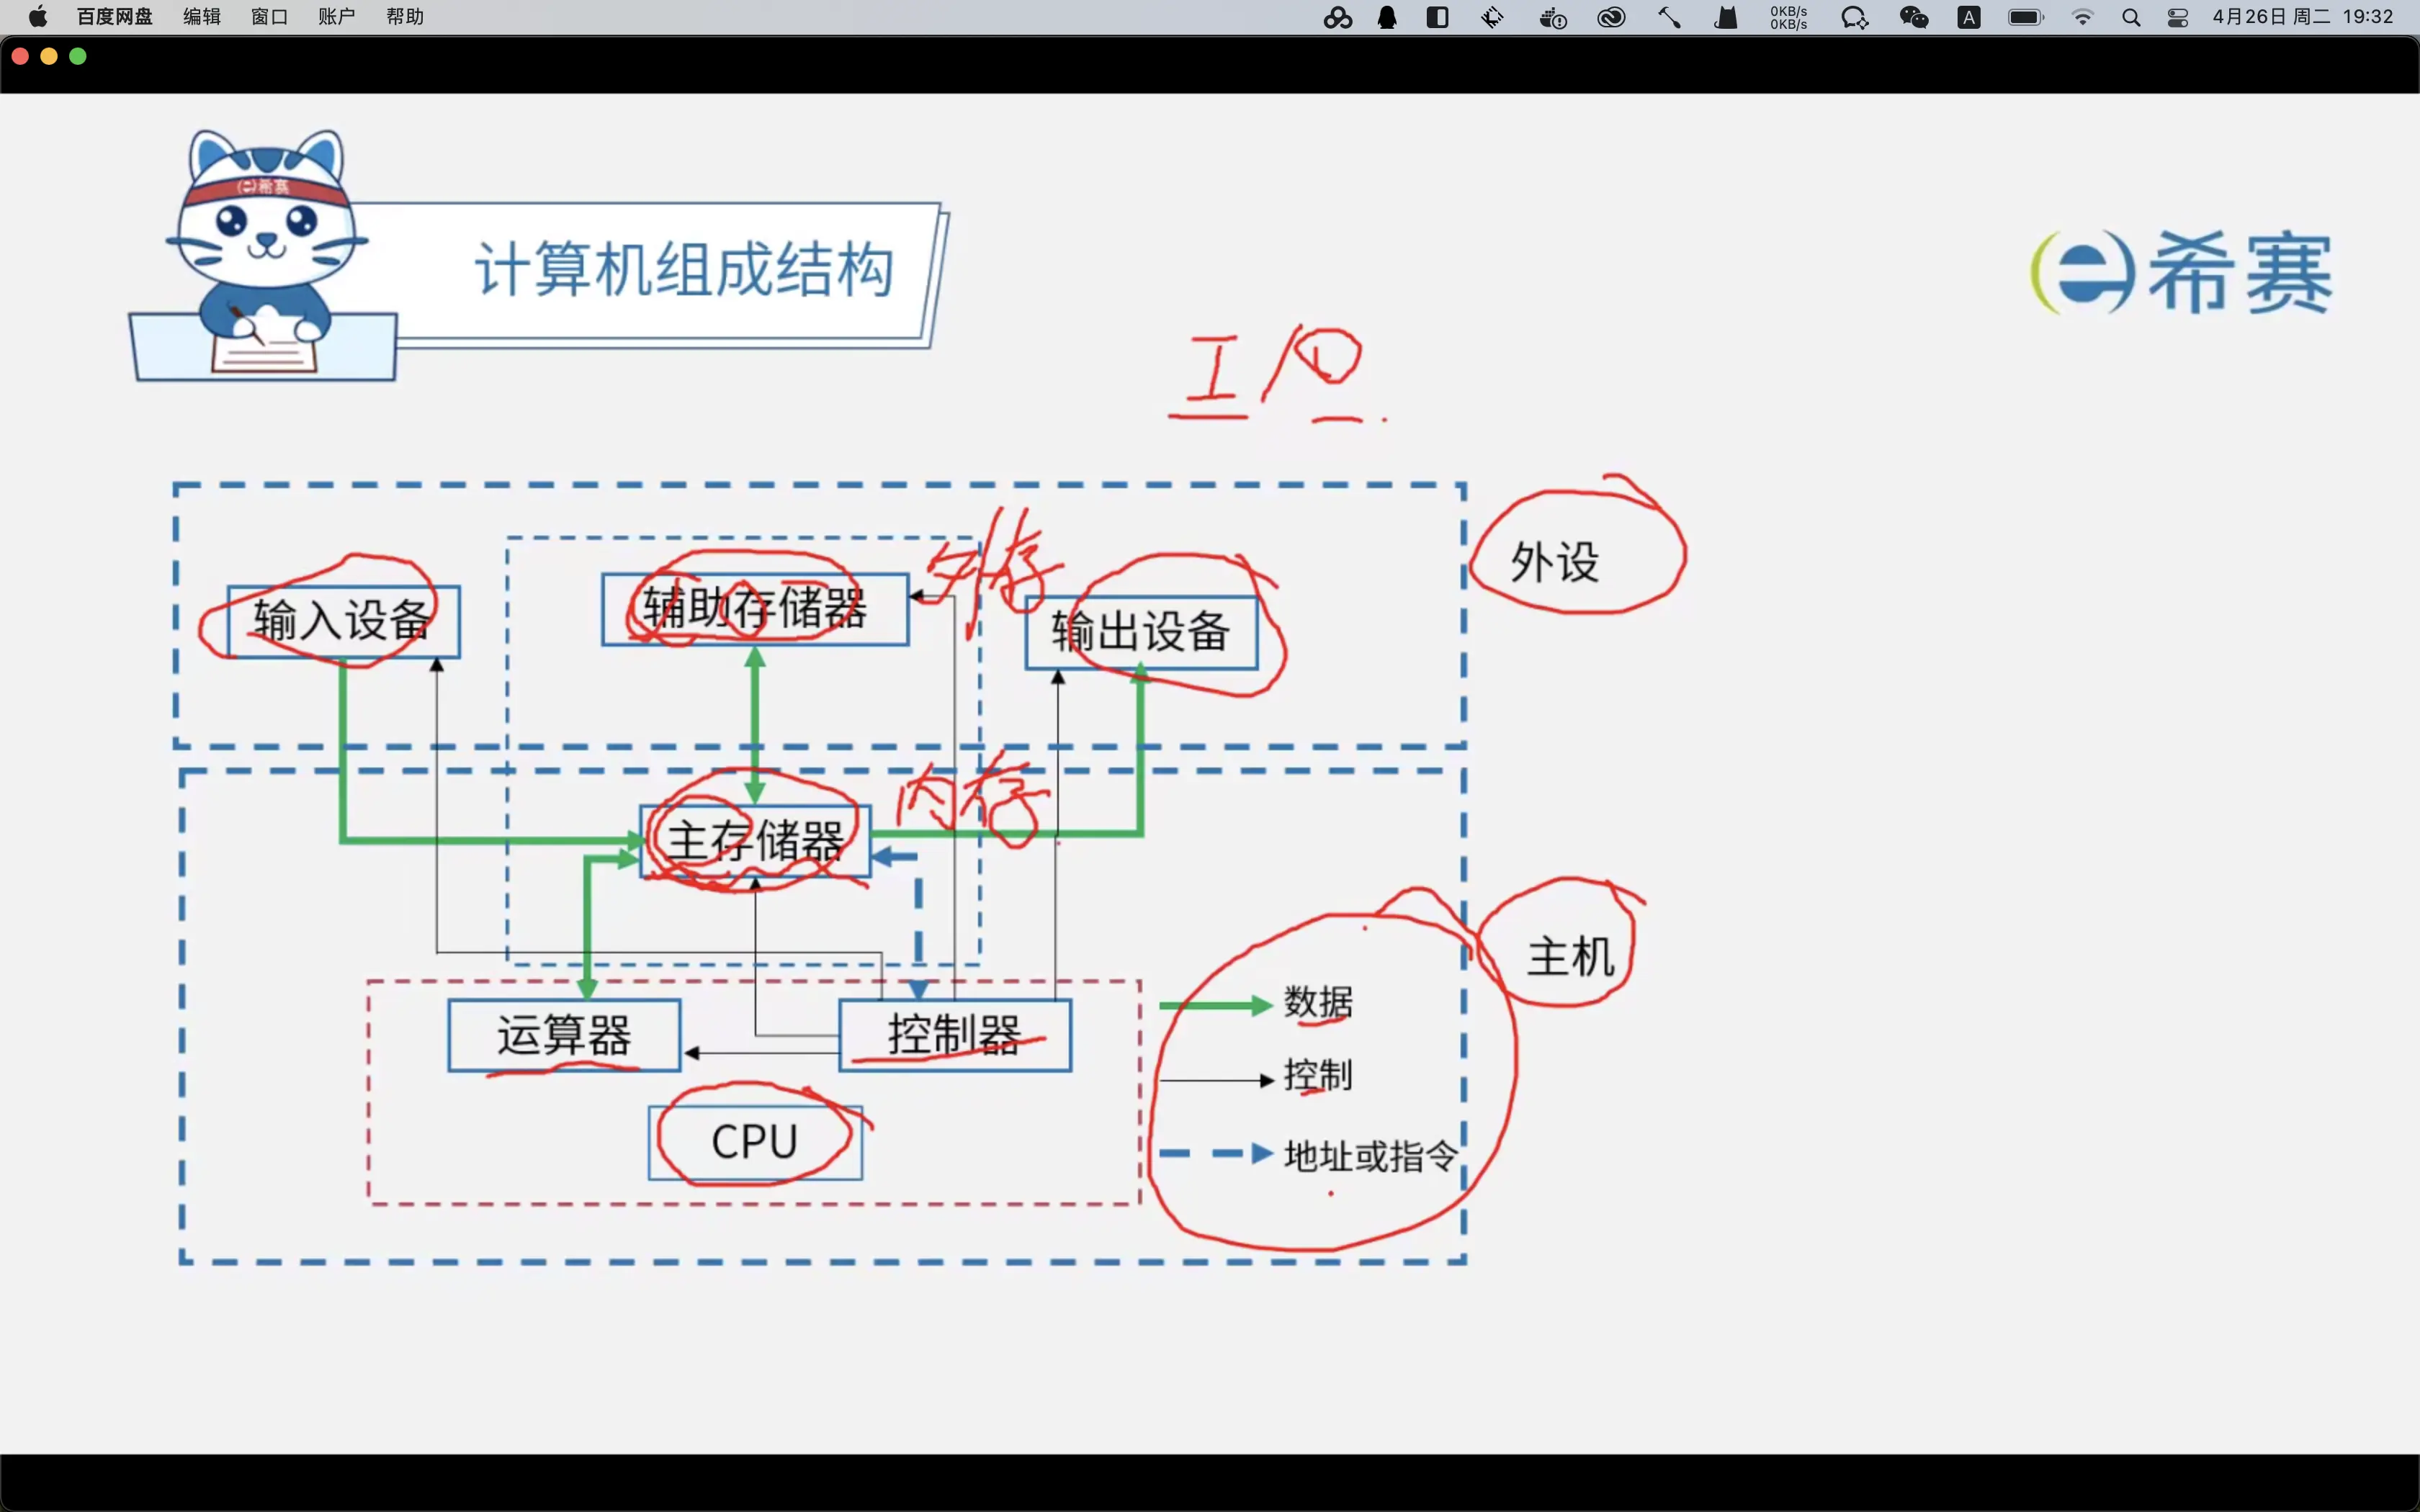 百度网盘 编辑 窗口 账户 帮助 0KB/s 0KB/s A 4月26日 周二 19:32
希赛
计算机组成结构
希赛
I/O
外设
输入设备
辅助存储器
外存
输出设备
主存储器
内存
主机
运算器
控制器
CPU
数据
控制
地址或指令